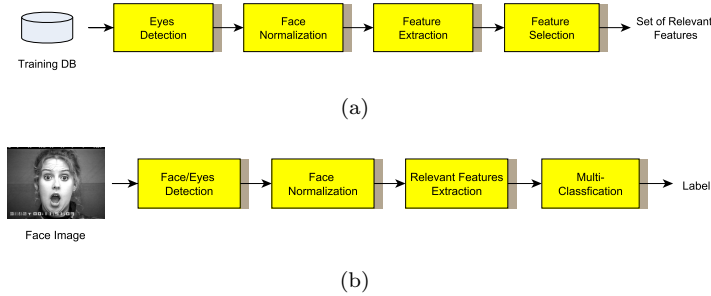 Eyes
Detection
Face
Normalization
Feature
Extraction
Feature
Selection
Set of Relevant
Features
Training DB
(a)
Face/Eyes
Detection
Face
Normalization
Relevant Features
Extraction
Multi-
Classfication
Label
Face Image
(b)